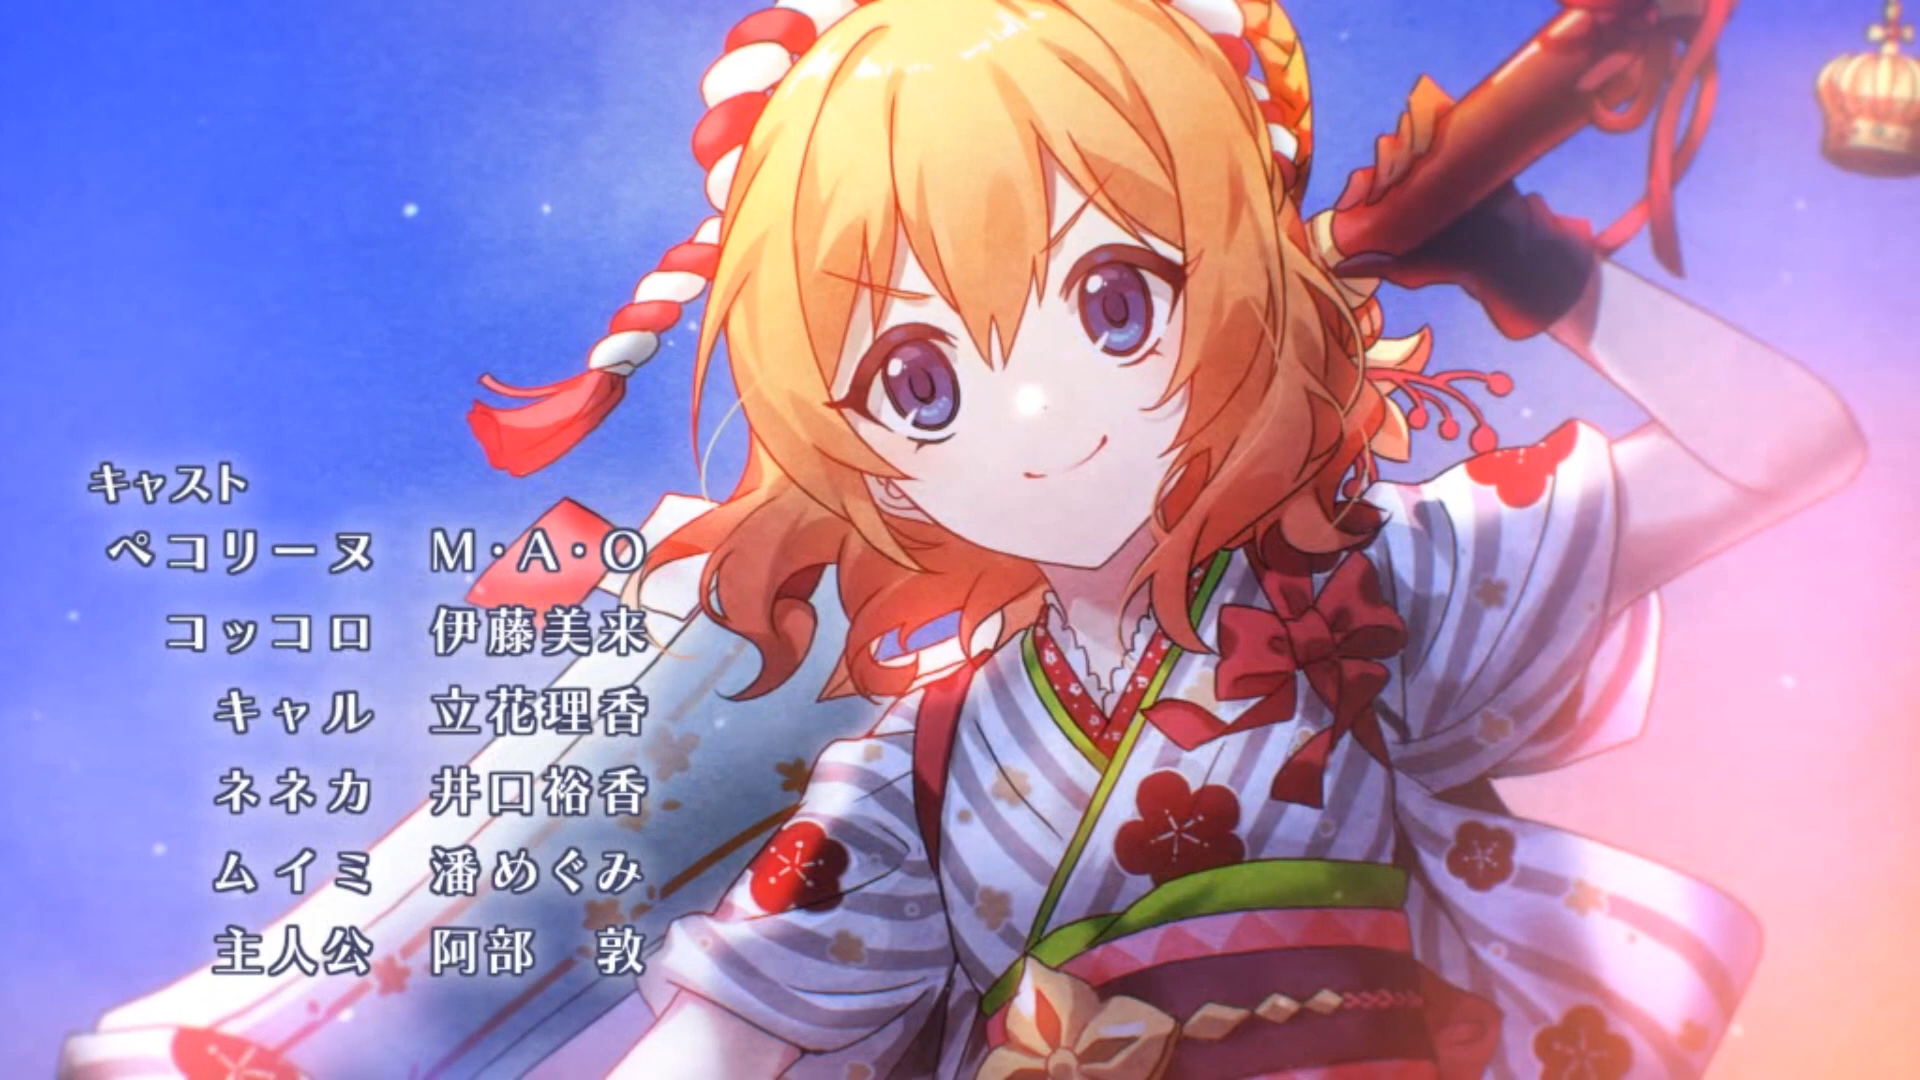 キャスト
ペコリーヌ M・A・O
コッコロ 伊藤美来
キャル 立花理香
ネネカ 井口裕香
ムイミ 潘めぐみ
主人公 阿部 敦